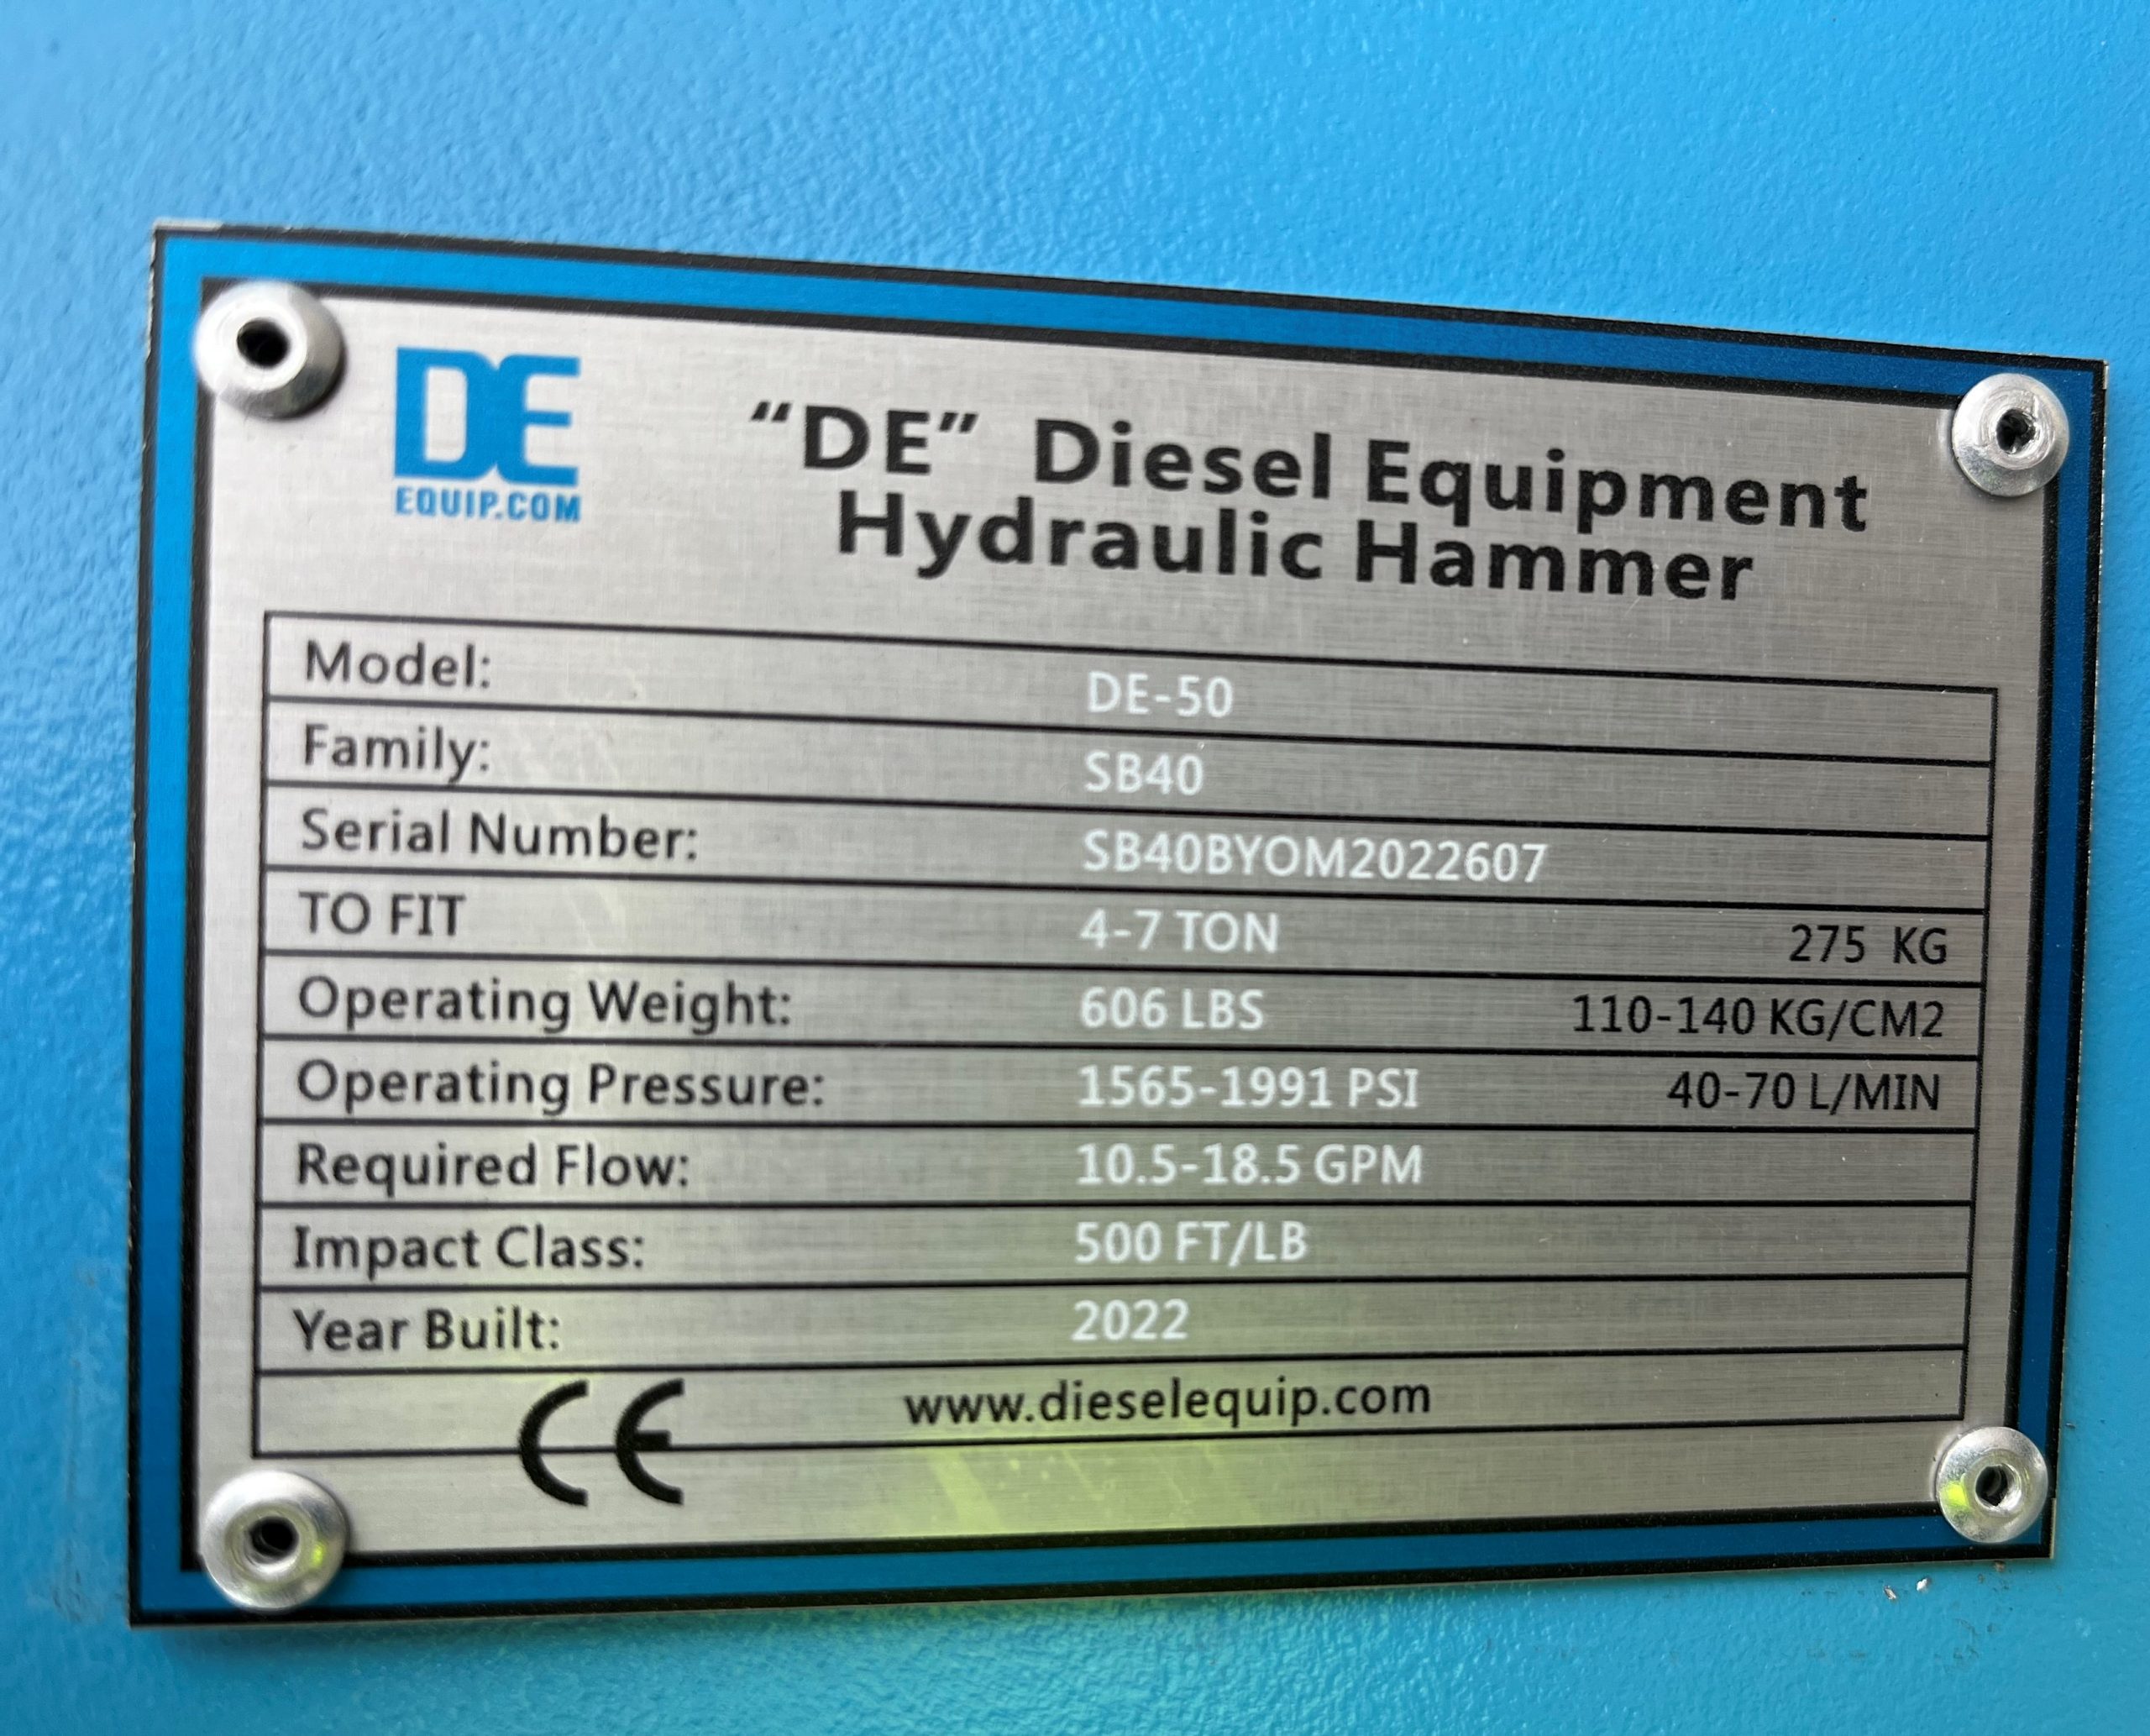 DE
EQUIP.COM
“DE” Diesel Equipment
Hydraulic Hammer
Model: DE-50
Family: SB40
Serial Number: SB40BYOM2022607
TO FIT 4-7 TON 275 KG
Operating Weight: 606 LBS 110-140 KG/CM2
Operating Pressure: 1565-1991 PSI 40-70 L/MIN
Required Flow: 10.5-18.5 GPM
Impact Class: 500 FT/LB
Year Built: 2022
CE www.dieselequip.com